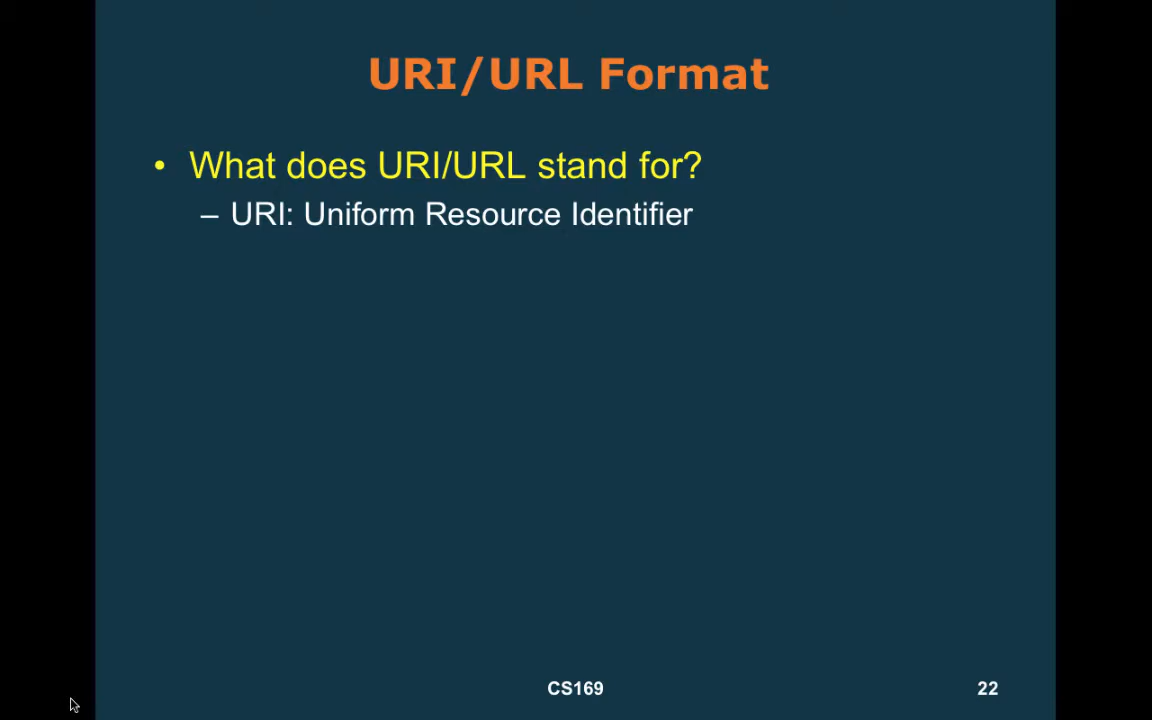 URI/URL Format
• What does URI/URL stand for?
– URI: Uniform Resource Identifier
CS169
22